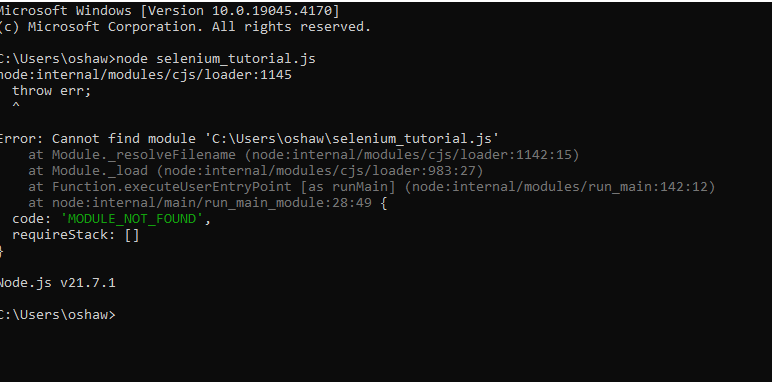 Microsoft Windows [Version 10.0.19045.4170]
(c) Microsoft Corporation. All rights reserved.
C:\Users\oshaw>node selenium_tutorial.js
node:internal/modules/cjs/loader:1145
throw err;
^
Error: Cannot find module 'C:\Users\oshaw\selenium_tutorial.js'
at Module._resolveFilename (node:internal/modules/cjs/loader:1142:15)
at Module._load (node:internal/modules/cjs/loader:983:27)
at Function.executeUserEntryPoint [as runMain] (node:internal/modules/run_main:142:12)
at node:internal/main/run_main_module:28:49 {
code: 'MODULE_NOT_FOUND',
requireStack: []
}
Node.js v21.7.1
C:\Users\oshaw>